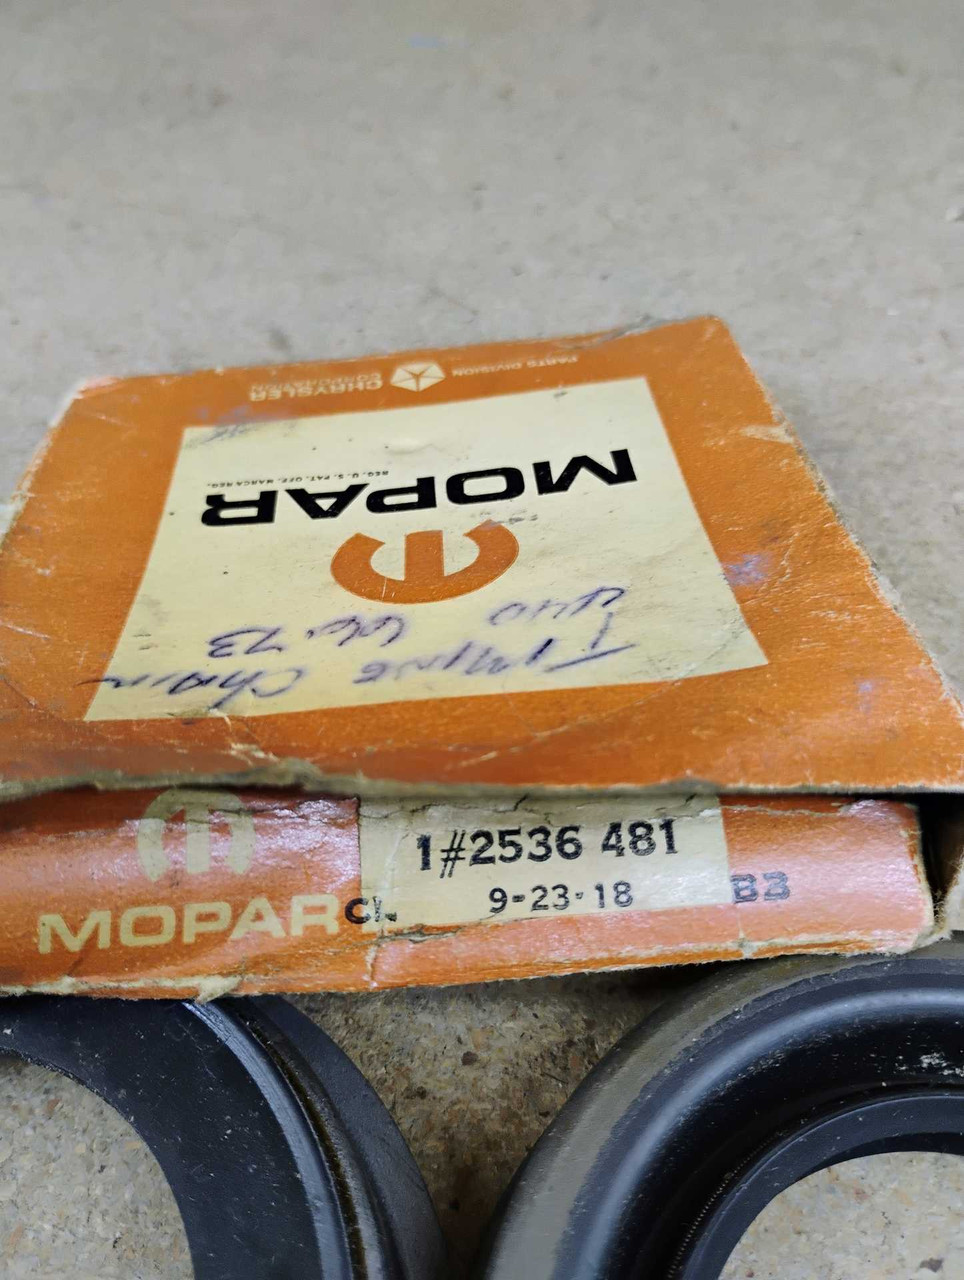 TIMING CHAIN
440 66-73
MOPAR
REG. U.S. PAT. OFF. MARCA REG.
PARTS DIVISION
CHRYSLER
CORPORATION
MOPAR
1#2536 481
9-23-18
B3